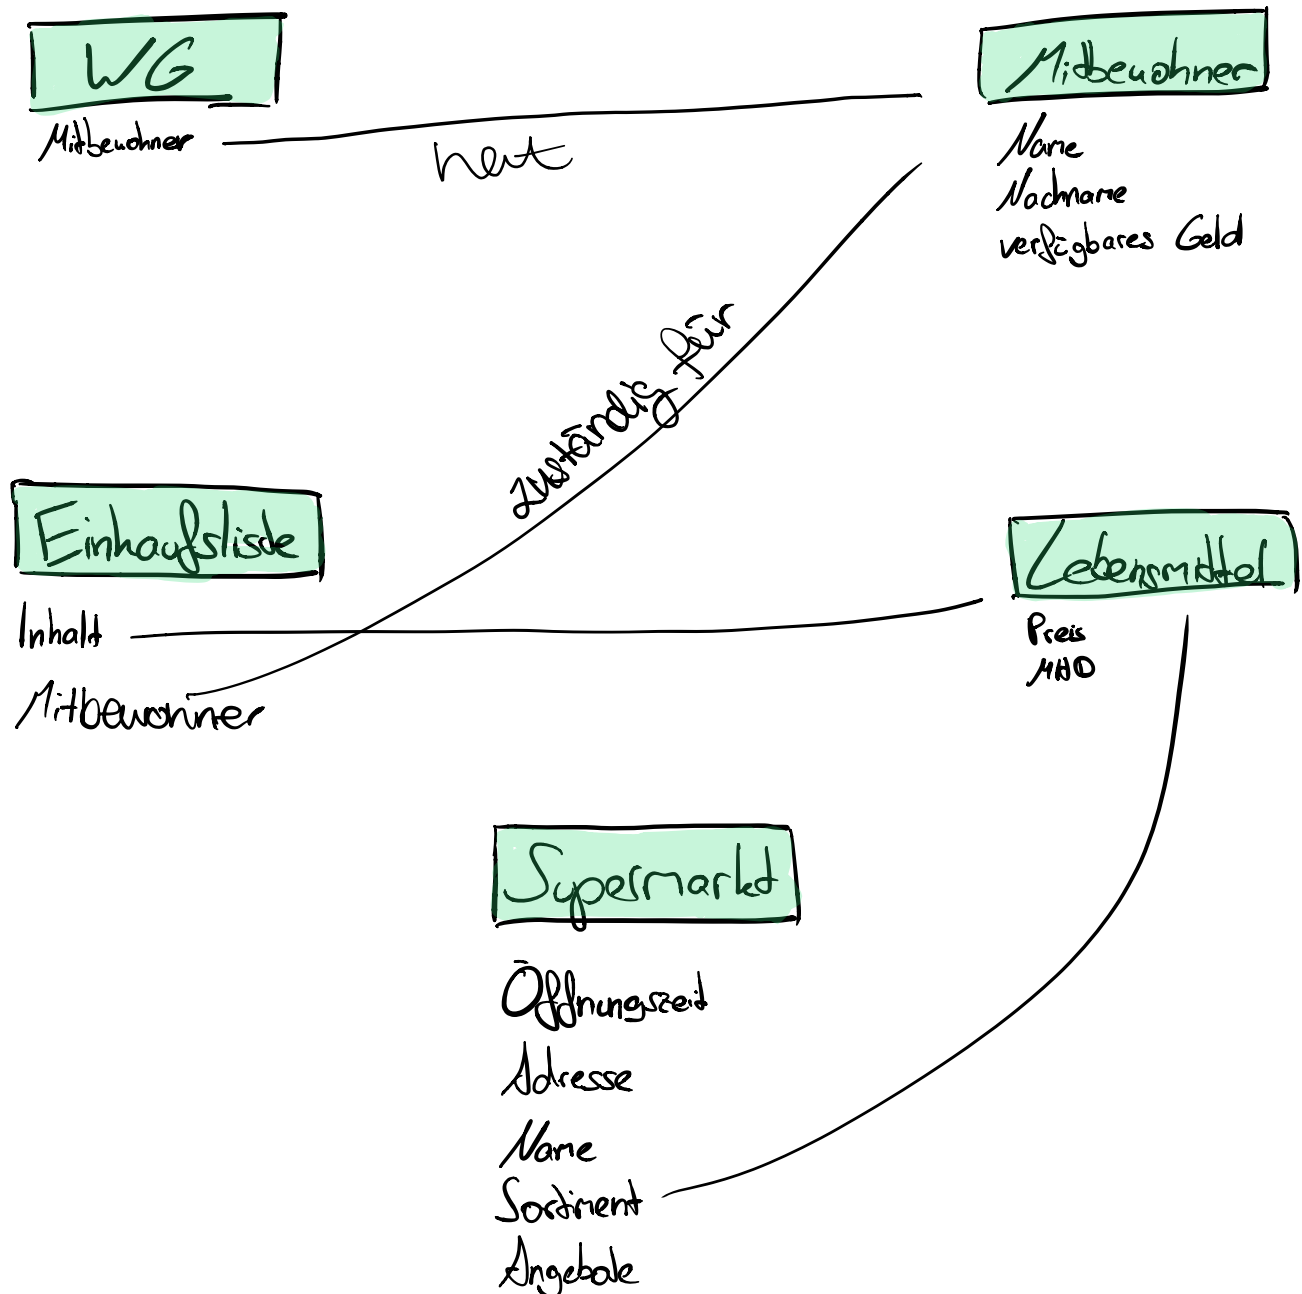 WG
Mitbewohner
hat
Mitbewohner
Name
Nachname
verfügbares Geld
zuständig für
Einkaufsliste
Inhalt
Mitbewohner
Lebensmittel
Preis
MHD
Supermarkt
Öffnungszeit
Adresse
Name
Sortiment
Angebote